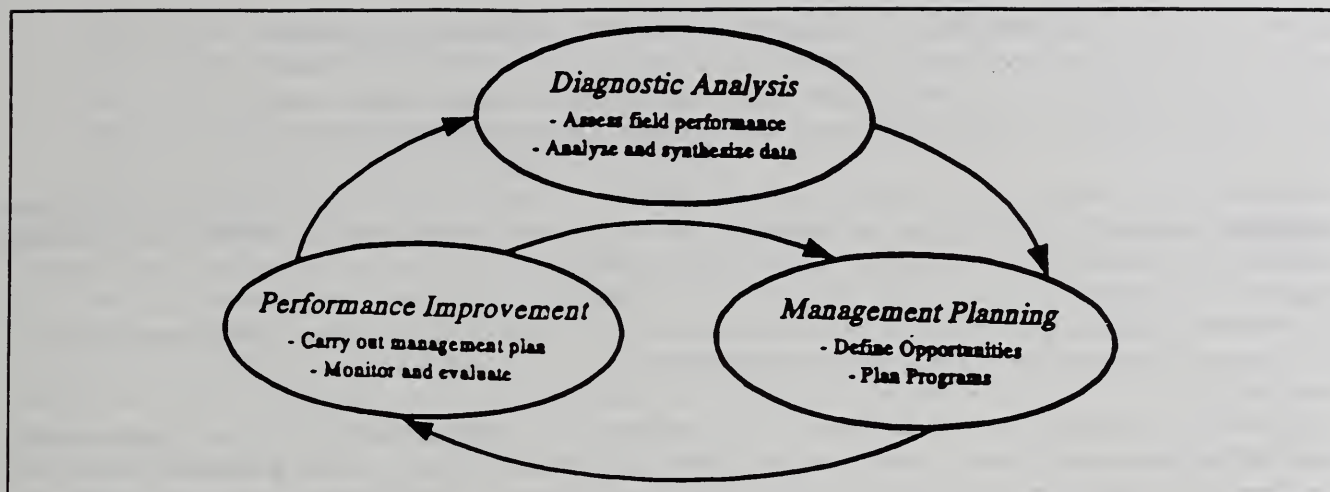 Diagnostic Analysis
- Assess field performance
- Analyze and synthesize data
Performance Improvement
- Carry out management plan
- Monitor and evaluate
Management Planning
- Define Opportunities
- Plan Programs